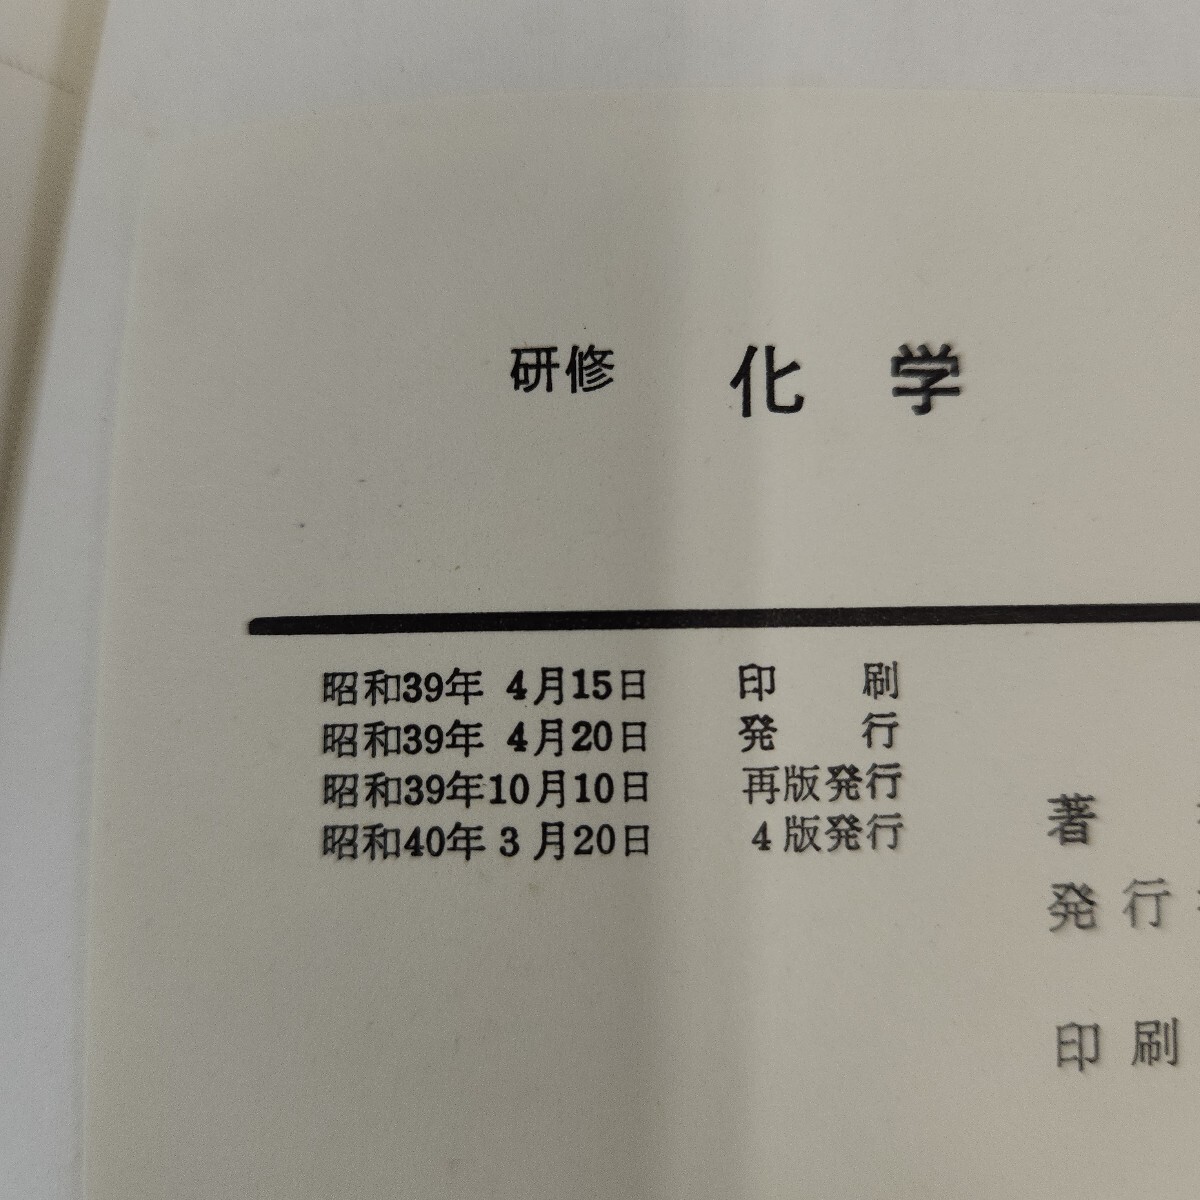 研修 化学
昭和39年 4月15日 印刷
昭和39年 4月20日 発行
昭和39年10月10日 再版発行
昭和40年 3月20日 4版発行
著
発行
印刷